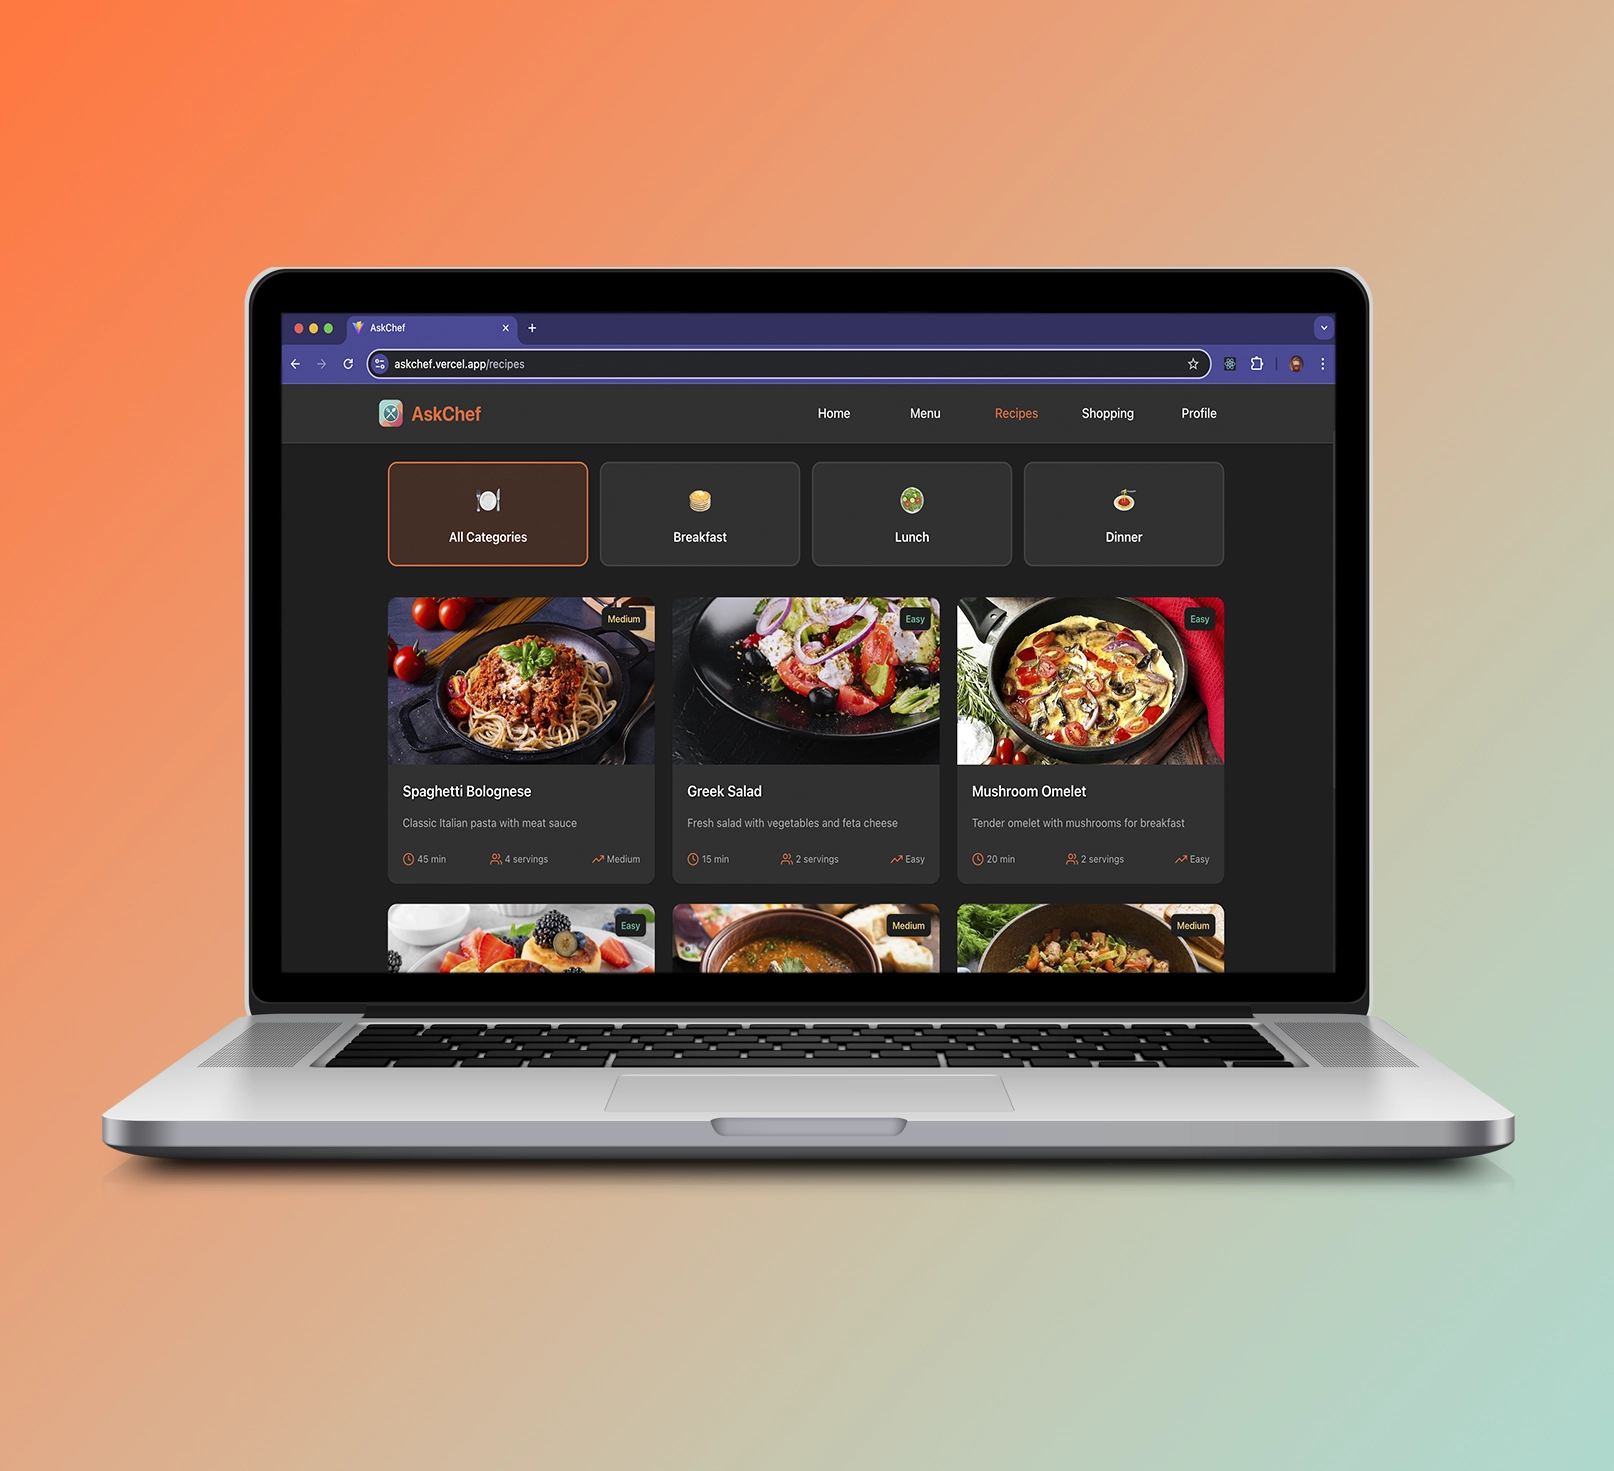 AskChef
askchef.vercel.app/recipes
AskChef
Home Menu Recipes Shopping Profile
All Categories Breakfast Lunch Dinner
Medium Easy Easy
Spaghetti Bolognese Greek Salad Mushroom Omelet
Classic Italian pasta with meat sauce Fresh salad with vegetables and feta cheese Tender omelet with mushrooms for breakfast
45 min 4 servings Medium 15 min 2 servings Easy 20 min 2 servings Easy
Easy Medium Medium